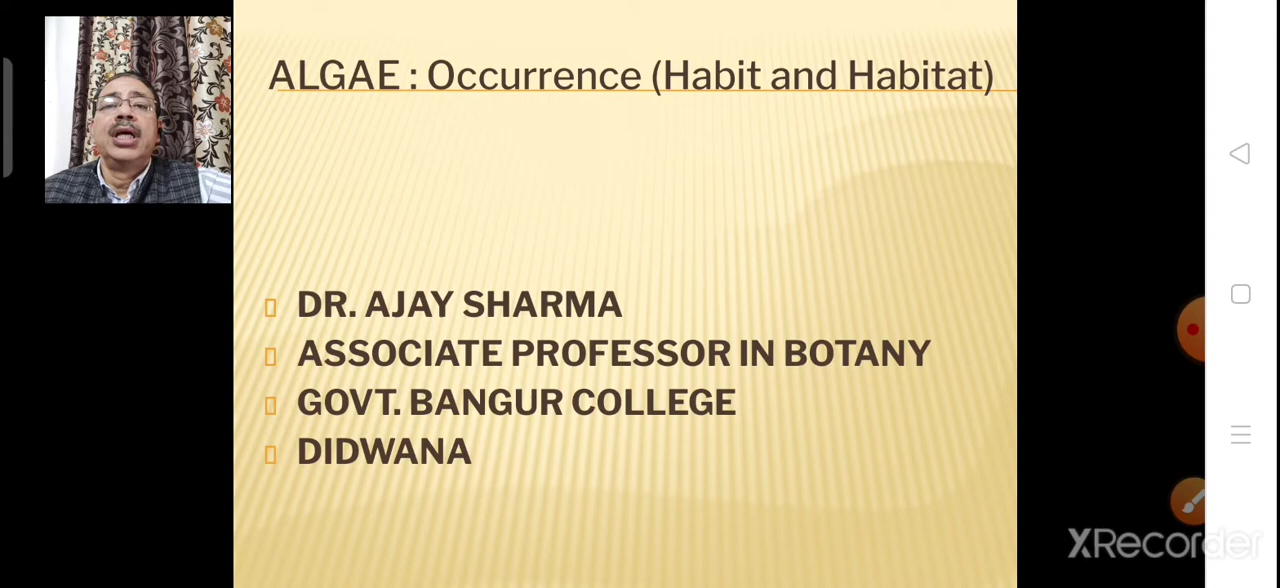 ALGAE : Occurrence (Habit and Habitat)
DR. AJAY SHARMA
ASSOCIATE PROFESSOR IN BOTANY
GOVT. BANGUR COLLEGE
DIDWANA
XRecorder